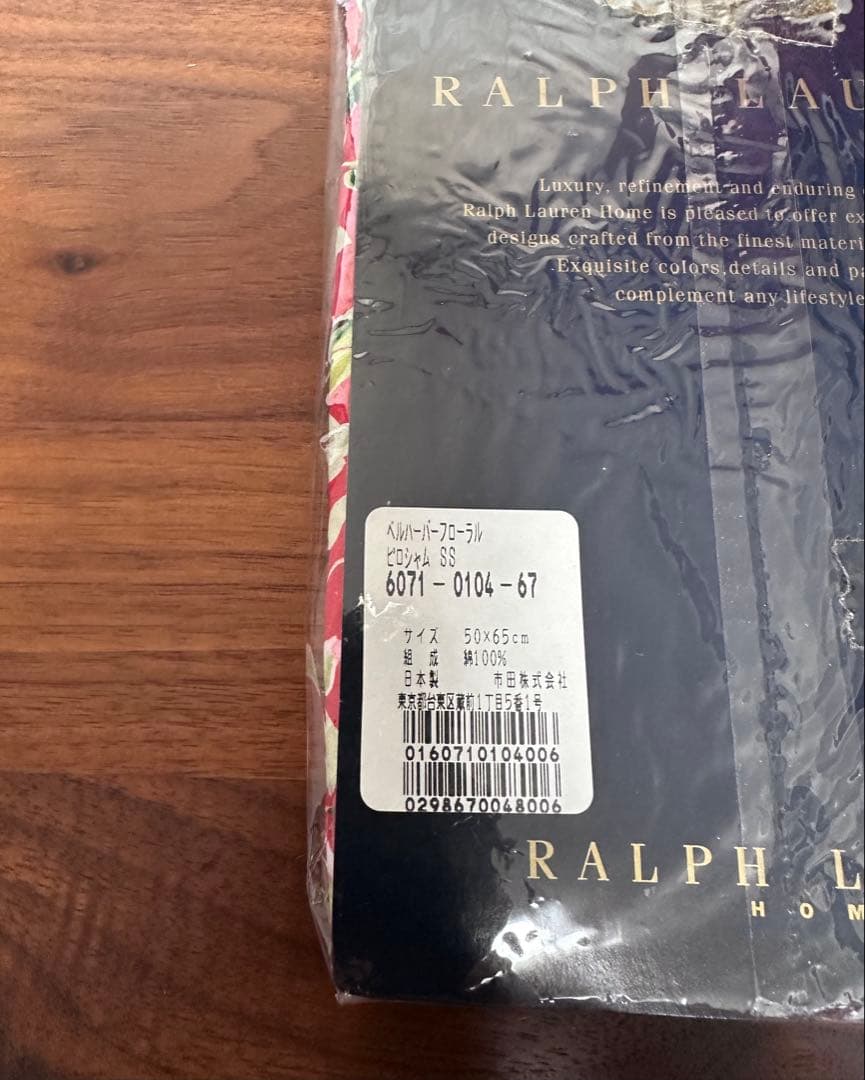 RALPH LAU
Luxury, refinement and enduring
Ralph Lauren Home is pleased to offer ex
designs crafted from the finest materi
Exquisite colors,details and pa
complement any lifestyle
ベルハーバーフローラル
ピロシャム SS
6071-0104-67
サイズ 50×65cm
組成 綿100%
日本製 市田株式会社
東京都台東区蔵前1丁目5番1号
0160710104006
0298670048006
RALPH L
HOM